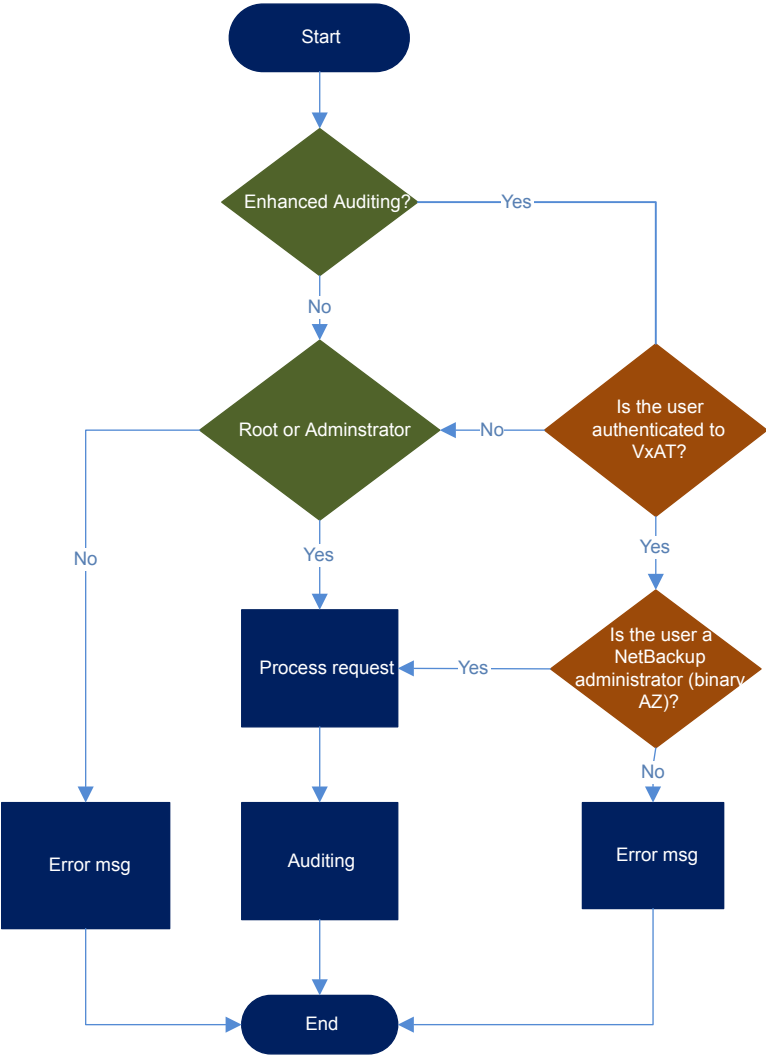 Start
Enhanced Auditing?
Yes
No
Root or Adminstrator
No
Is the user
authenticated to
VxAT?
No
Yes
Yes
Is the user a
NetBackup
administrator (binary
AZ)?
Process request
Yes
No
Error msg
Auditing
Error msg
End